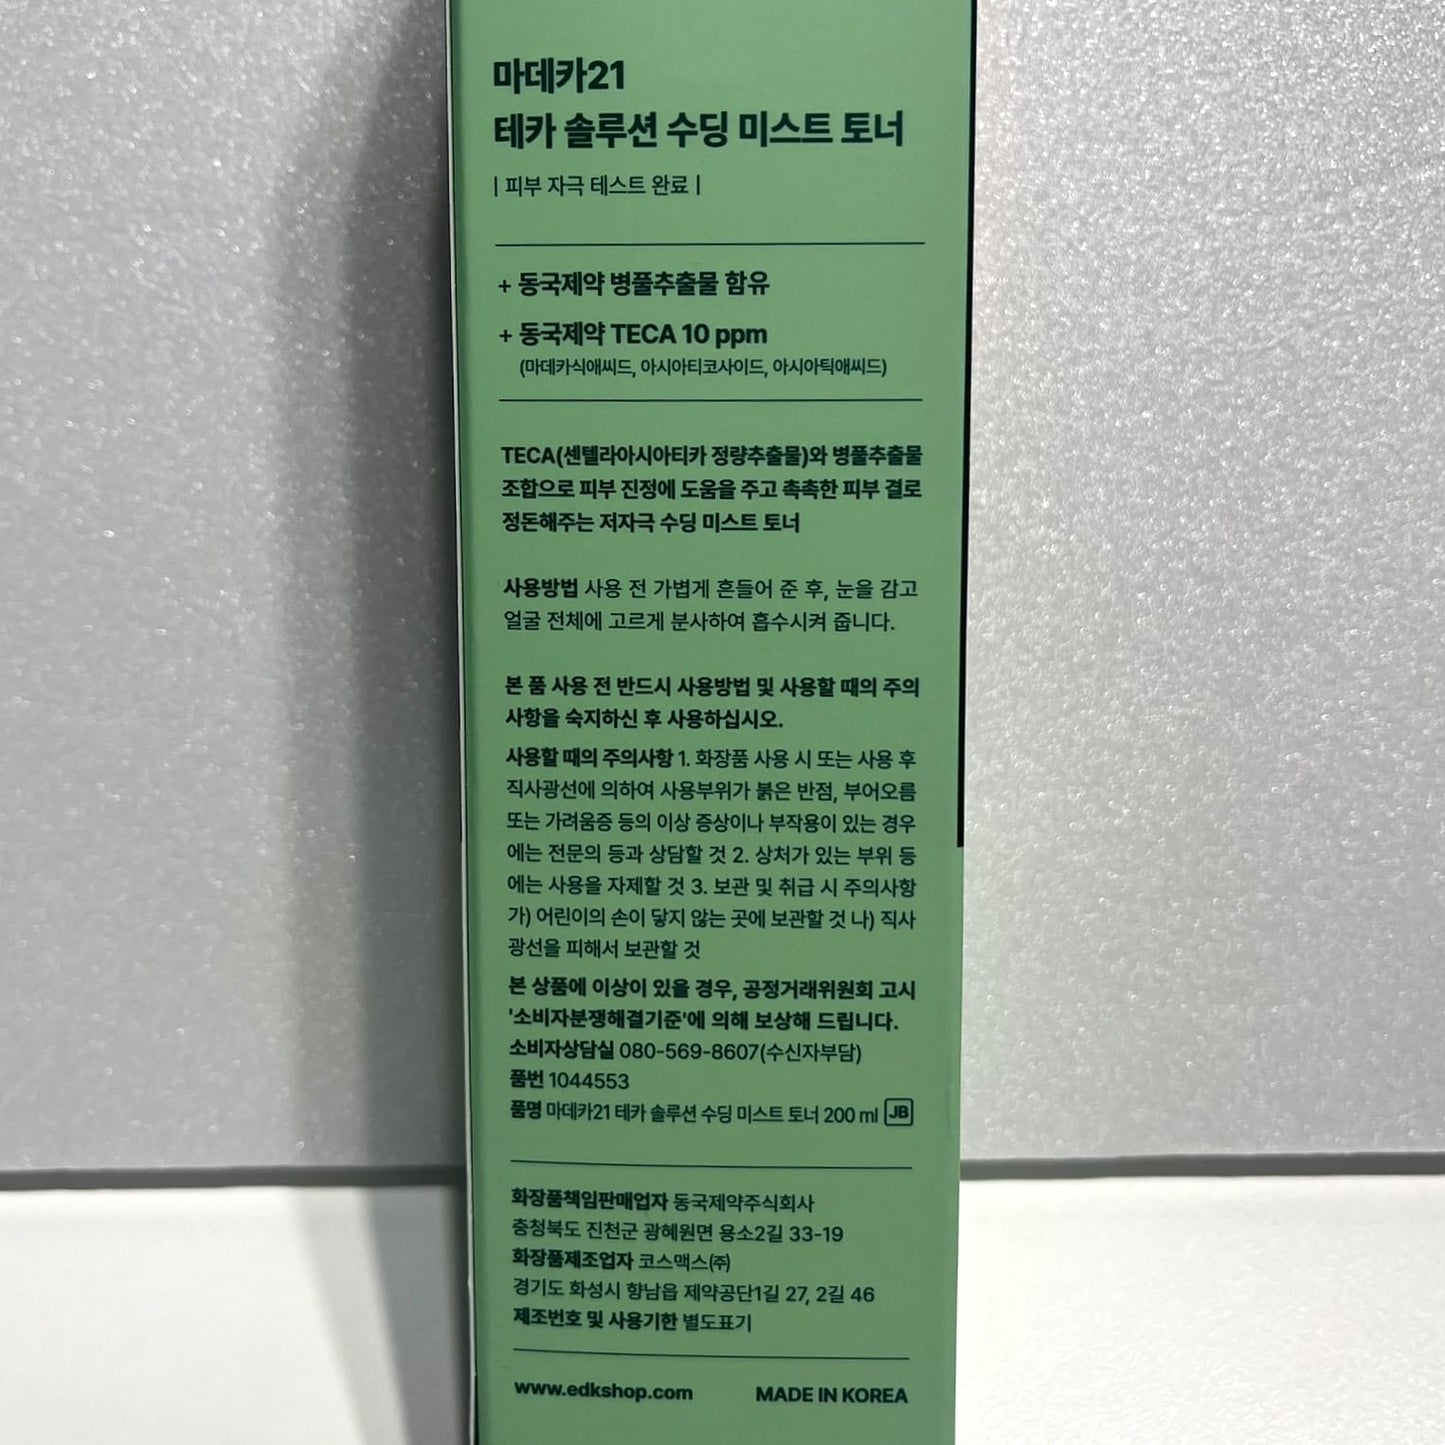 마데카21
테카 솔루션 수딩 미스트 토너
| 피부 자극 테스트 완료 |
+ 동국제약 병풀추출물 함유
+ 동국제약 TECA 10 ppm
(마데카식애씨드, 아시아티코사이드, 아시아틱애씨드)
TECA(센텔라아시아티카 정량추출물)와 병풀추출물
조합으로 피부 진정에 도움을 주고 촉촉한 피부 결로
정돈해주는 저자극 수딩 미스트 토너
사용방법 사용 전 가볍게 흔들어 준 후, 눈을 감고
얼굴 전체에 고르게 분사하여 흡수시켜 줍니다.
본 품 사용 전 반드시 사용방법 및 사용할 때의 주의
사항을 숙지하신 후 사용하십시오.
사용할 때의 주의사항 1. 화장품 사용 시 또는 사용 후
직사광선에 의하여 사용부위가 붉은 반점, 부어오름
또는 가려움증 등의 이상 증상이나 부작용이 있는 경우
에는 전문의 등과 상담할 것 2. 상처가 있는 부위 등
에는 사용을 자제할 것 3. 보관 및 취급 시 주의사항
가) 어린이의 손이 닿지 않는 곳에 보관할 것 나) 직사
광선을 피해서 보관할 것
본 상품에 이상이 있을 경우, 공정거래위원회 고시
'소비자분쟁해결기준'에 의해 보상해 드립니다.
소비자상담실 080-569-8607(수신자부담)
품번 1044553
품명 마데카21 테카 솔루션 수딩 미스트 토너 200 ml JB
화장품책임판매업자 동국제약주식회사
충청북도 진천군 광혜원면 용소2길 33-19
화장품제조업자 코스맥스㈜
경기도 화성시 향남읍 제약공단1길 27, 2길 46
제조번호 및 사용기한 별도표기
www.edkshop.com MADE IN KOREA